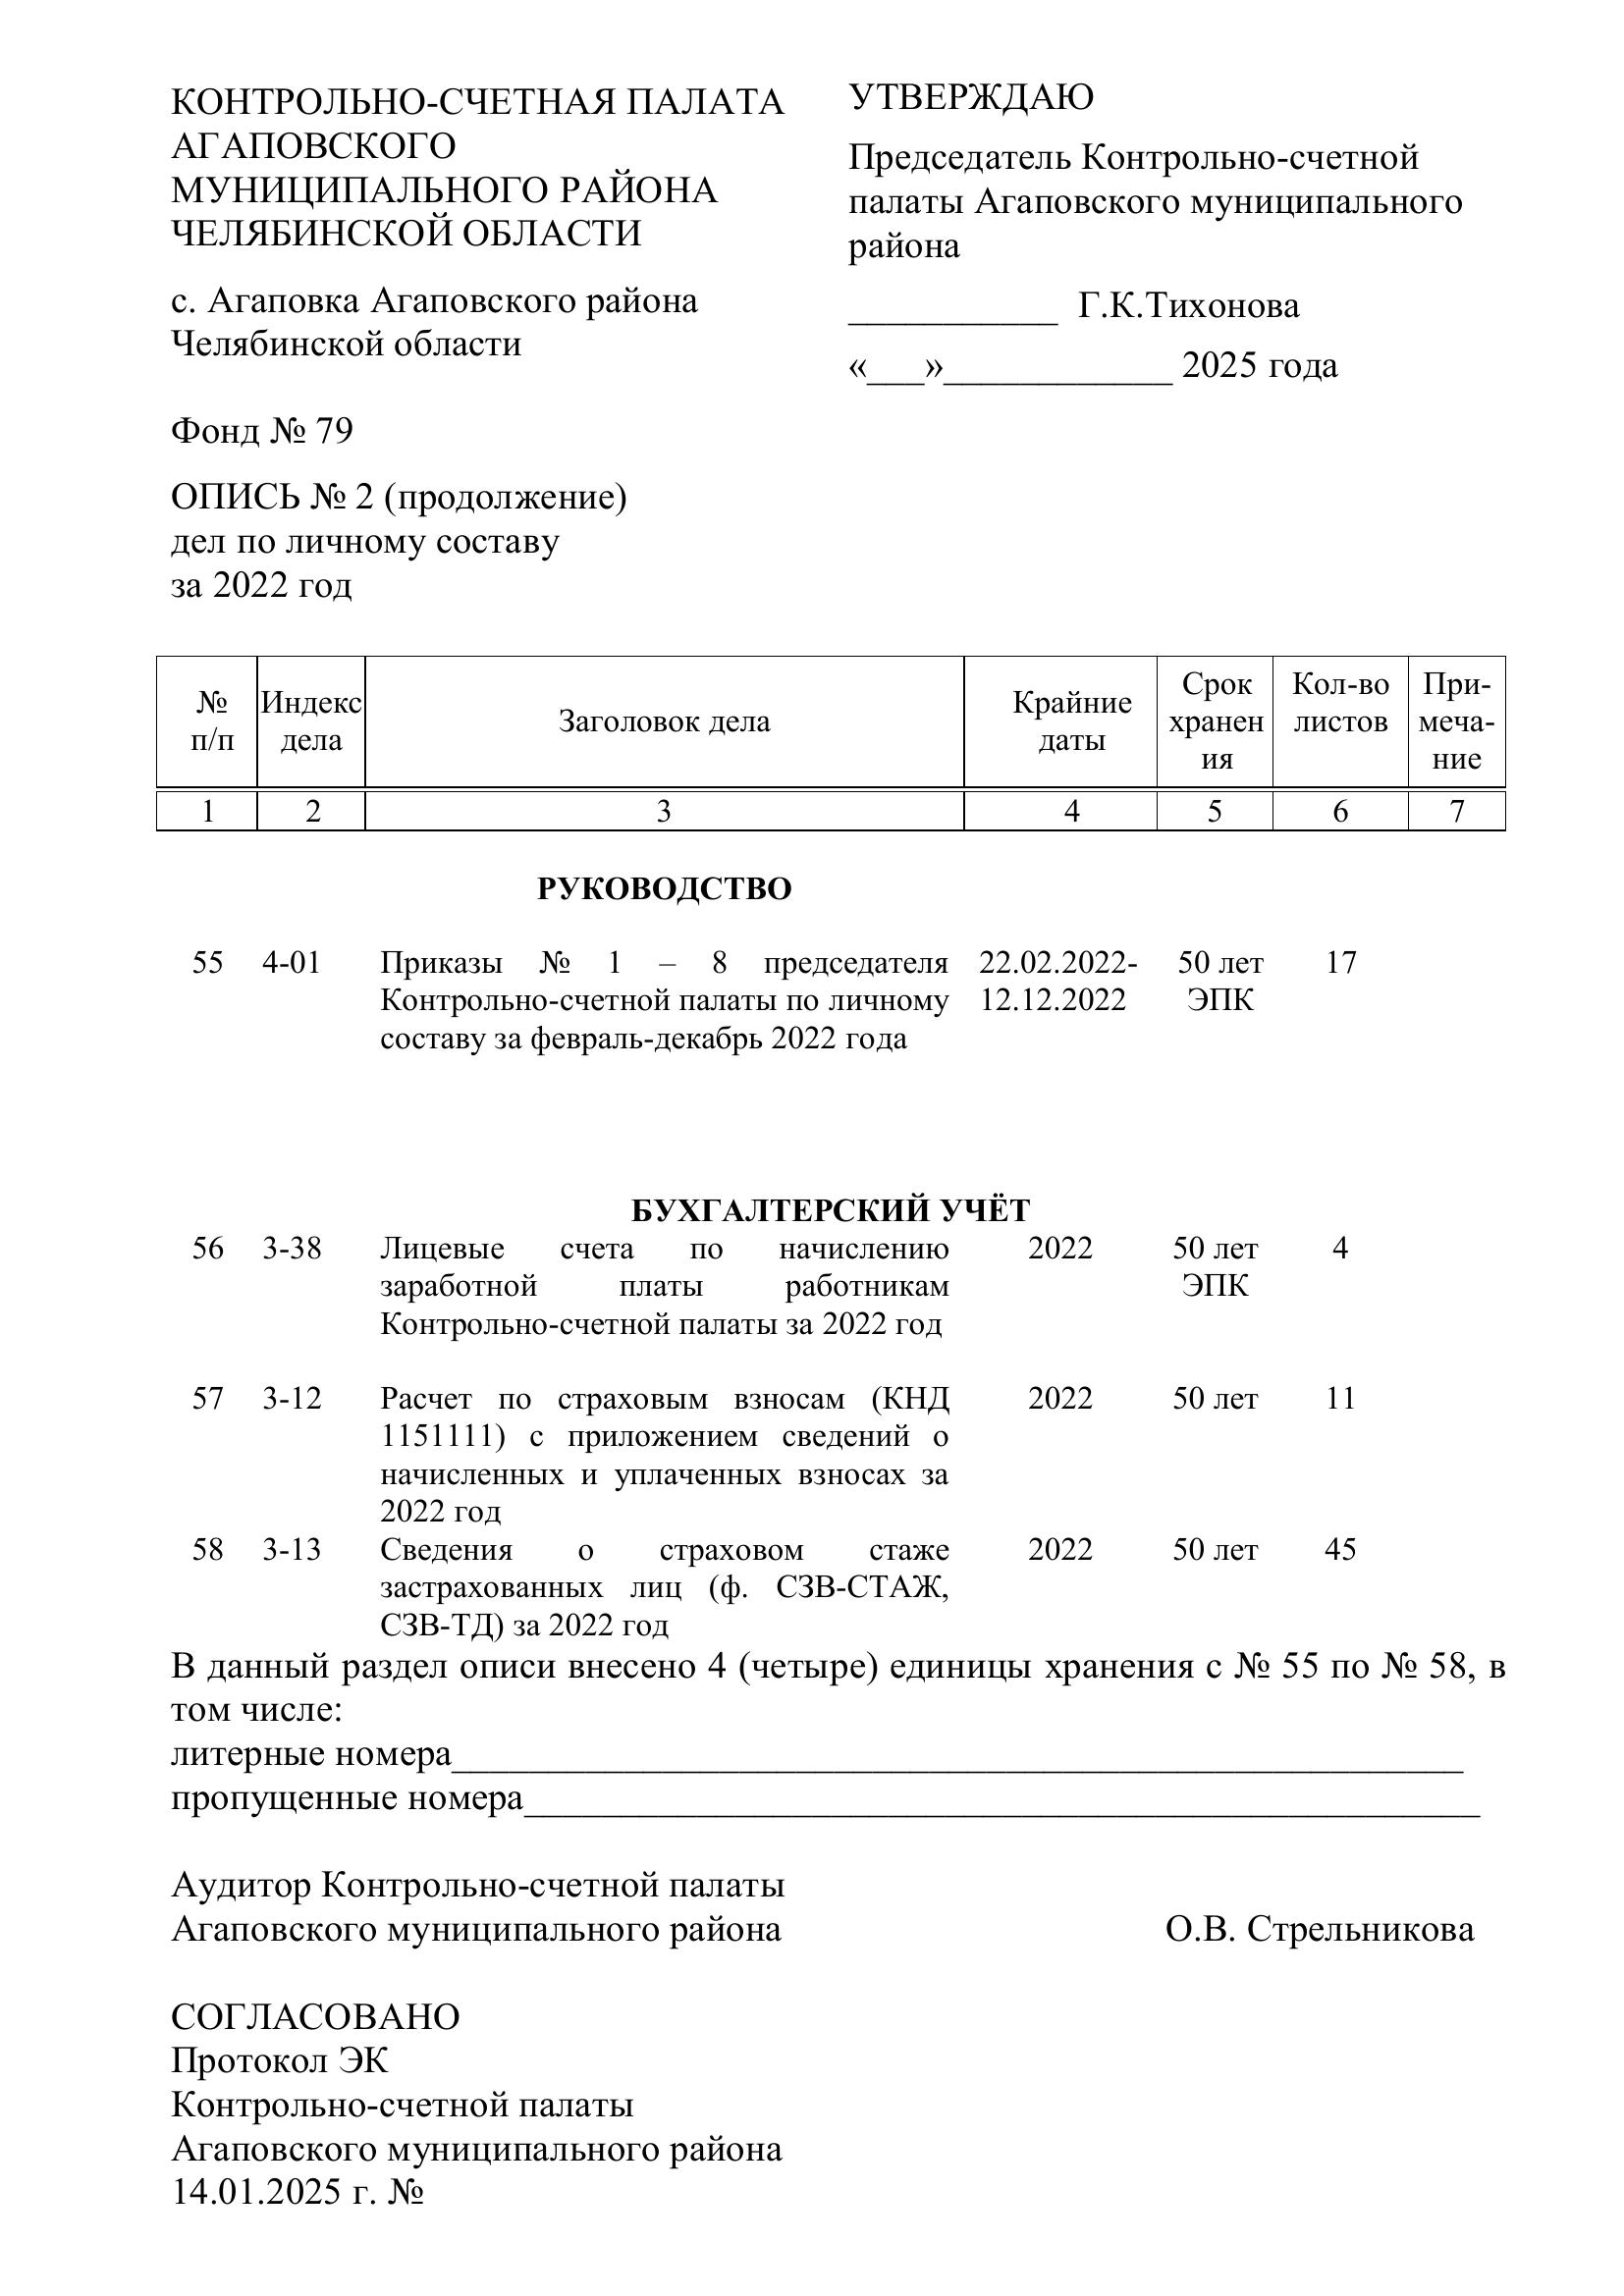 КОНТРОЛЬНО-СЧЕТНАЯ ПАЛАТА
АГАПОВСКОГО
МУНИЦИПАЛЬНОГО РАЙОНА
ЧЕЛЯБИНСКОЙ ОБЛАСТИ
с. Агаповка Агаповского района
Челябинской области
УТВЕРЖДАЮ
Председатель Контрольно-счетной
палаты Агаповского муниципального
района
___________ Г.К.Тихонова
«___»____________ 2025 года
Фонд № 79
ОПИСЬ № 2 (продолжение)
дел по личному составу
за 2022 год
№
п/п
Индекс
дела
Заголовок дела
Крайние
даты
Срок
хранен
ия
Кол-во
листов
При-
меча-
ние
1 2 3 4 5 6 7
РУКОВОДСТВО
55 4-01 Приказы № 1 – 8 председателя 22.02.2022- 50 лет 17
Контрольно-счетной палаты по личному 12.12.2022 ЭПК
составу за февраль-декабрь 2022 года
БУХГАЛТЕРСКИЙ УЧЁТ
56 3-38 Лицевые счета по начислению 2022 50 лет 4
заработной платы работникам ЭПК
Контрольно-счетной палаты за 2022 год
57 3-12 Расчет по страховым взносам (КНД 2022 50 лет 11
1151111) с приложением сведений о
начисленных и уплаченных взносах за
2022 год
58 3-13 Сведения о страховом стаже 2022 50 лет 45
застрахованных лиц (ф. СЗВ-СТАЖ,
СЗВ-ТД) за 2022 год
В данный раздел описи внесено 4 (четыре) единицы хранения с № 55 по № 58, в
том числе:
литерные номера_____________________________________________________
пропущенные номера__________________________________________________
Аудитор Контрольно-счетной палаты
Агаповского муниципального района О.В. Стрельникова
СОГЛАСОВАНО
Протокол ЭК
Контрольно-счетной палаты
Агаповского муниципального района
14.01.2025 г. №